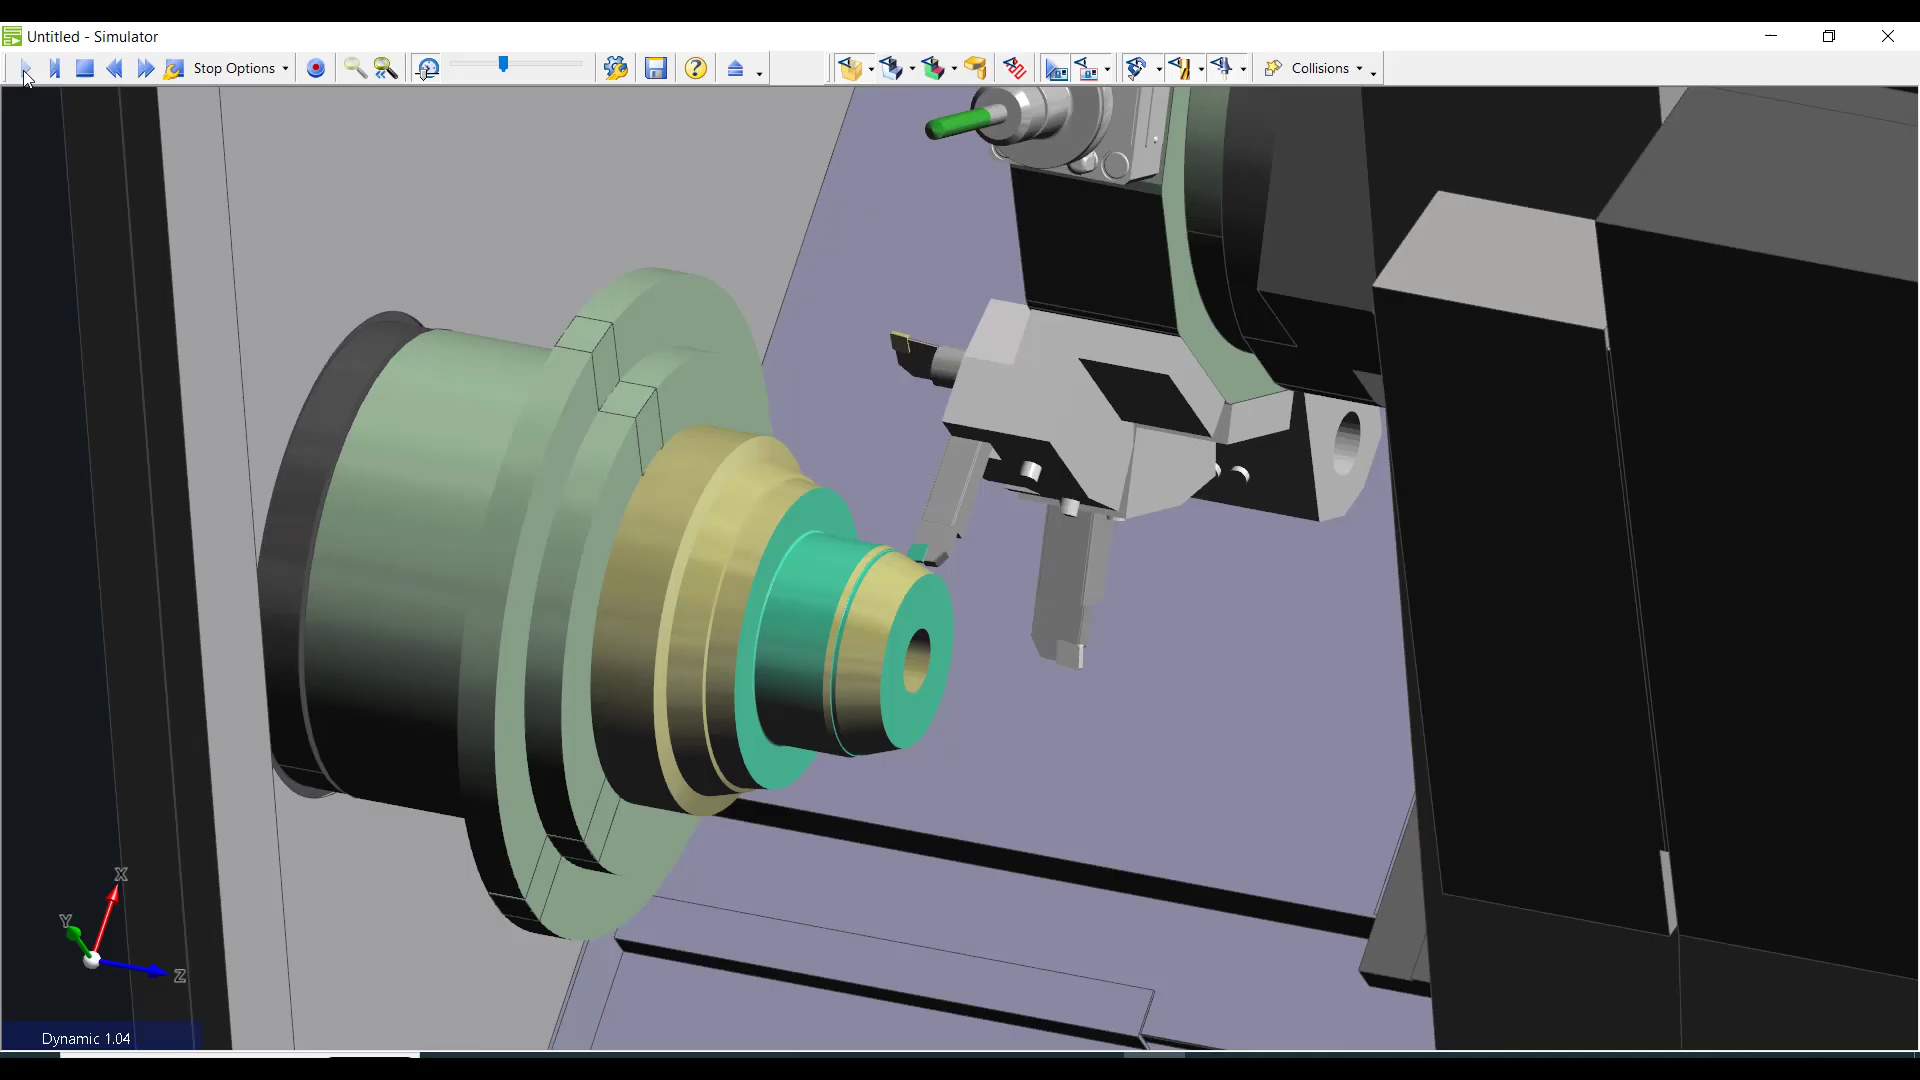 Untitled - Simulator
Stop Options
Collisions
X
Y
Z
Dynamic 1.04